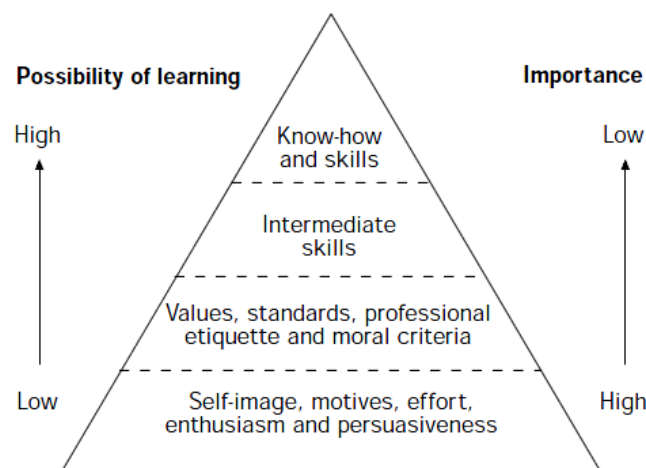 Possibility of learning
Importance
High
Low
Know-how
and skills
Intermediate
skills
Values, standards, professional
etiquette and moral criteria
Low
High
Self-image, motives, effort,
enthusiasm and persuasiveness